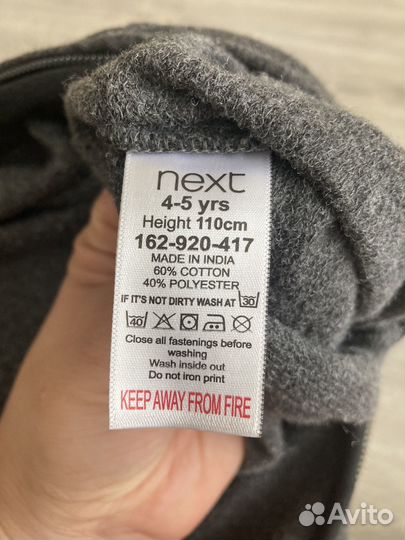 next
4-5 yrs
Height 110cm
162-920-417
MADE IN INDIA
60% COTTON
40% POLYESTER
IF IT'S NOT DIRTY WASH AT 30
40
Close all fastenings before
washing
Wash inside out
Do not iron print
KEEP AWAY FROM FIRE
Avito